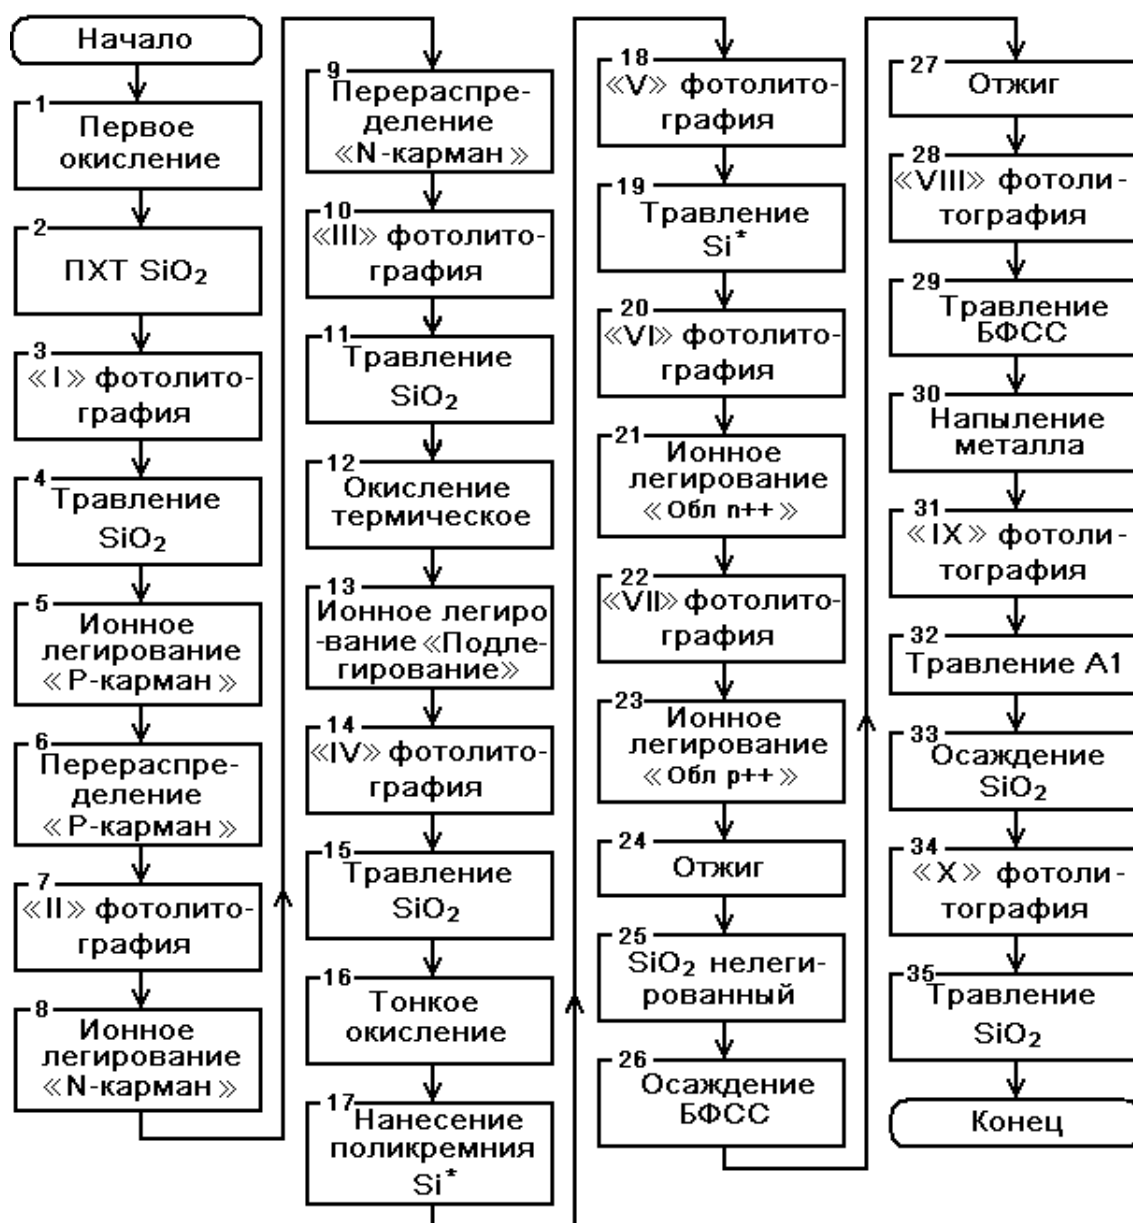 Начало
1
Первое
окисление
2
ПХТ SiO₂
3
«I» фотолито-
графия
4
Травление
SiO₂
5
Ионное
легирование
«Р-карман»
6
Перераспре-
деление
«Р-карман»
7
«II» фотолито-
графия
8
Ионное
легирование
«N-карман»
9
Перераспре-
деление
«N-карман»
10
«III» фотолито-
графия
11
Травление
SiO₂
12
Окисление
термическое
13
Ионное легиро
-вание «Подле-
гирование»
14
«IV» фотолито-
графия
15
Травление
SiO₂
16
Тонкое
окисление
17
Нанесение
поликремния
Si*
18
«V» фотолито-
графия
19
Травление
Si*
20
«VI» фотолито-
графия
21
Ионное
легирование
«Обл n++»
22
«VII» фотолито-
графия
23
Ионное
легирование
«Обл p++»
24
Отжиг
25
SiO₂ нелеги-
рованный
26
Осаждение
БФСС
27
Отжиг
28
«VIII» фотоли-
тография
29
Травление
БФСС
30
Напыление
металла
31
«IX» фотоли-
тография
32
Травление А1
33
Осаждение
SiO₂
34
«X» фотоли-
тография
35
Травление
SiO₂
Конец